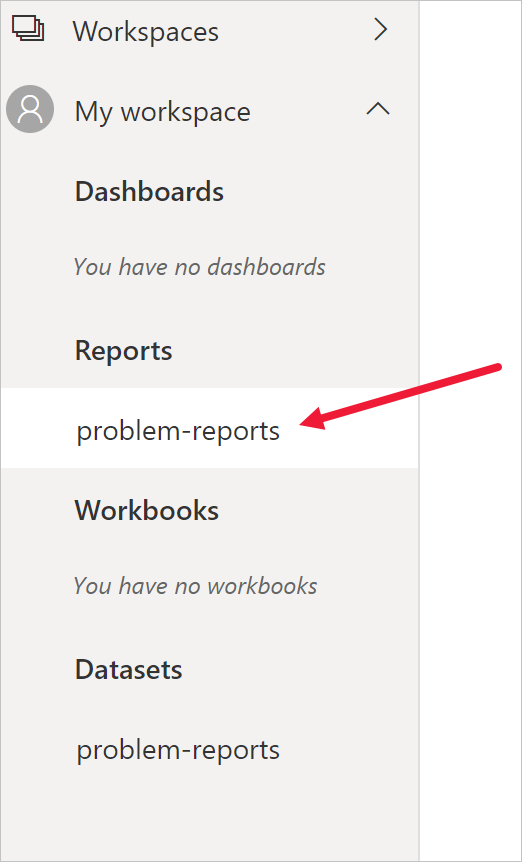 Workspaces
My workspace
Dashboards
You have no dashboards
Reports
problem-reports
Workbooks
You have no workbooks
Datasets
problem-reports